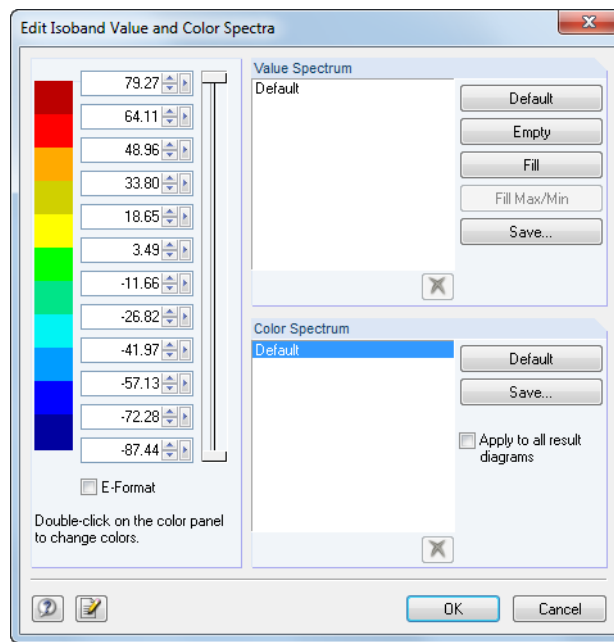 Edit Isoband Value and Color Spectra
79.27
64.11
48.96
33.80
18.65
3.49
-11.66
-26.82
-41.97
-57.13
-72.28
-87.44
E-Format
Double-click on the color panel
to change colors.
Value Spectrum
Default
Default
Empty
Fill
Fill Max/Min
Save...
Color Spectrum
Default
Default
Save...
Apply to all result
diagrams
OK
Cancel